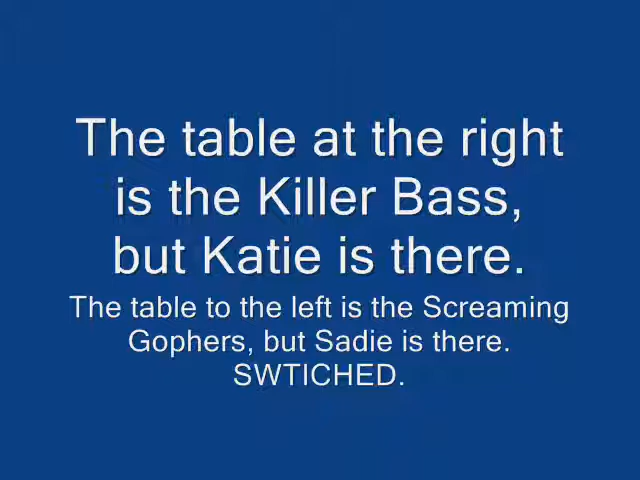 The table at the right
is the Killer Bass,
but Katie is there.
The table to the left is the Screaming
Gophers, but Sadie is there.
SWTICHED.